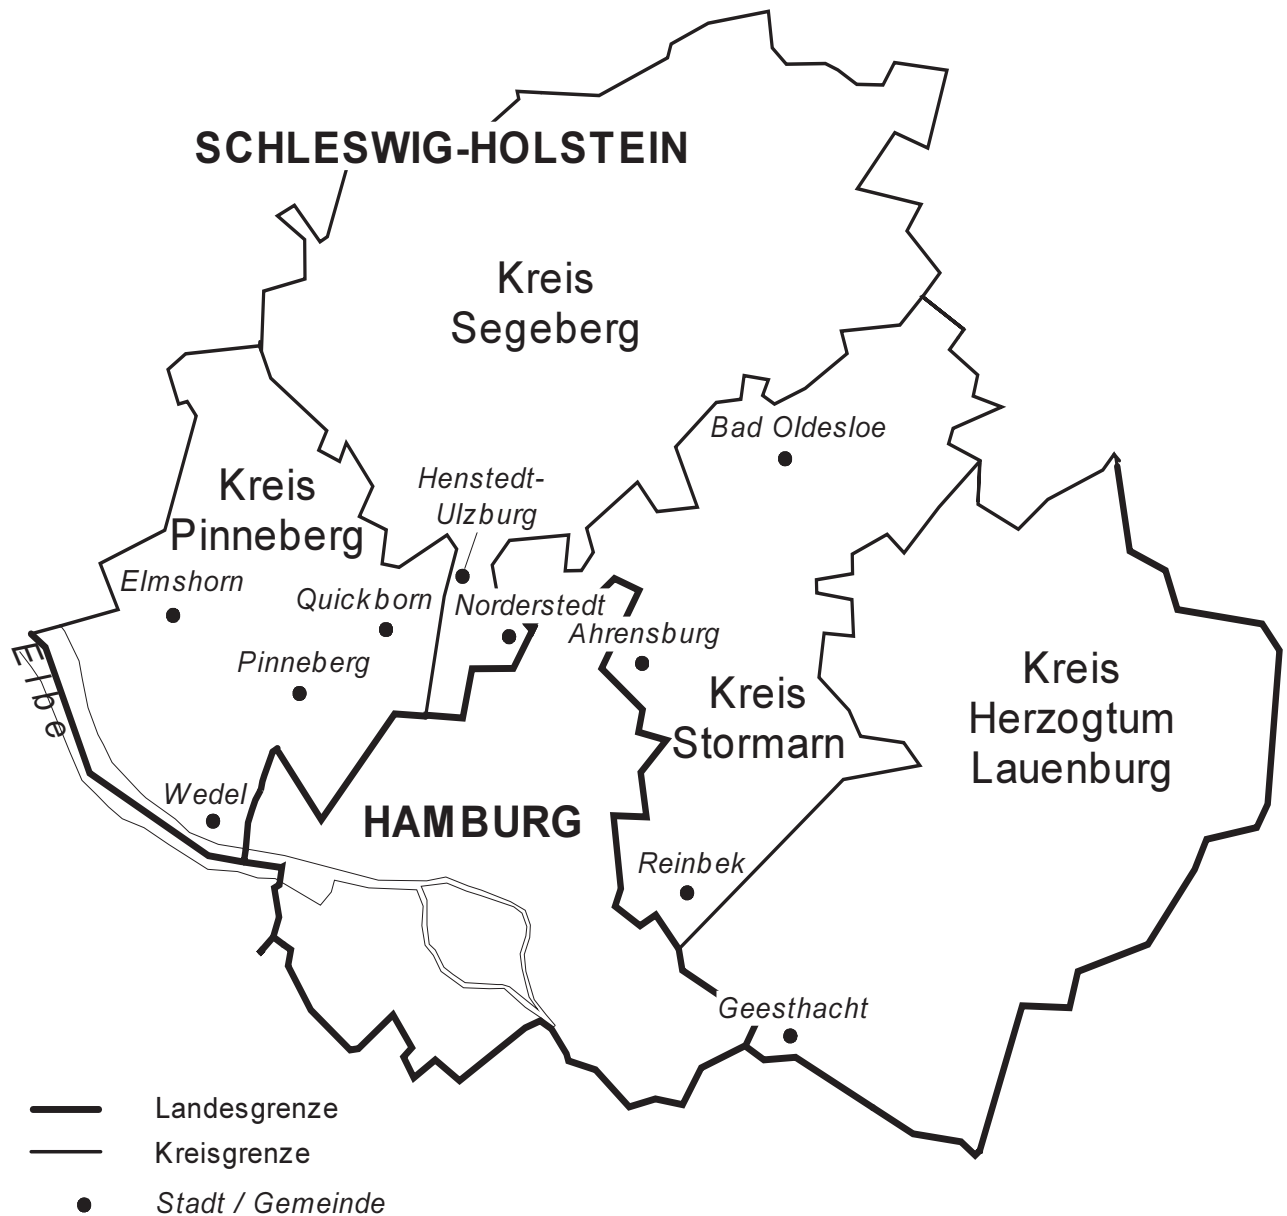 SCHLESWIG-HOLSTEIN
Kreis
Segeberg
Bad Oldesloe
Kreis
Pinneberg
Henstedt-
Ulzburg
Elmshorn
Quickborn
Norderstedt
Ahrensburg
Pinneberg
Elbe
Kreis
Stormarn
Kreis
Herzogtum
Lauenburg
Wedel
HAMBURG
Reinbek
Geesthacht
Landesgrenze
Kreisgrenze
Stadt / Gemeinde